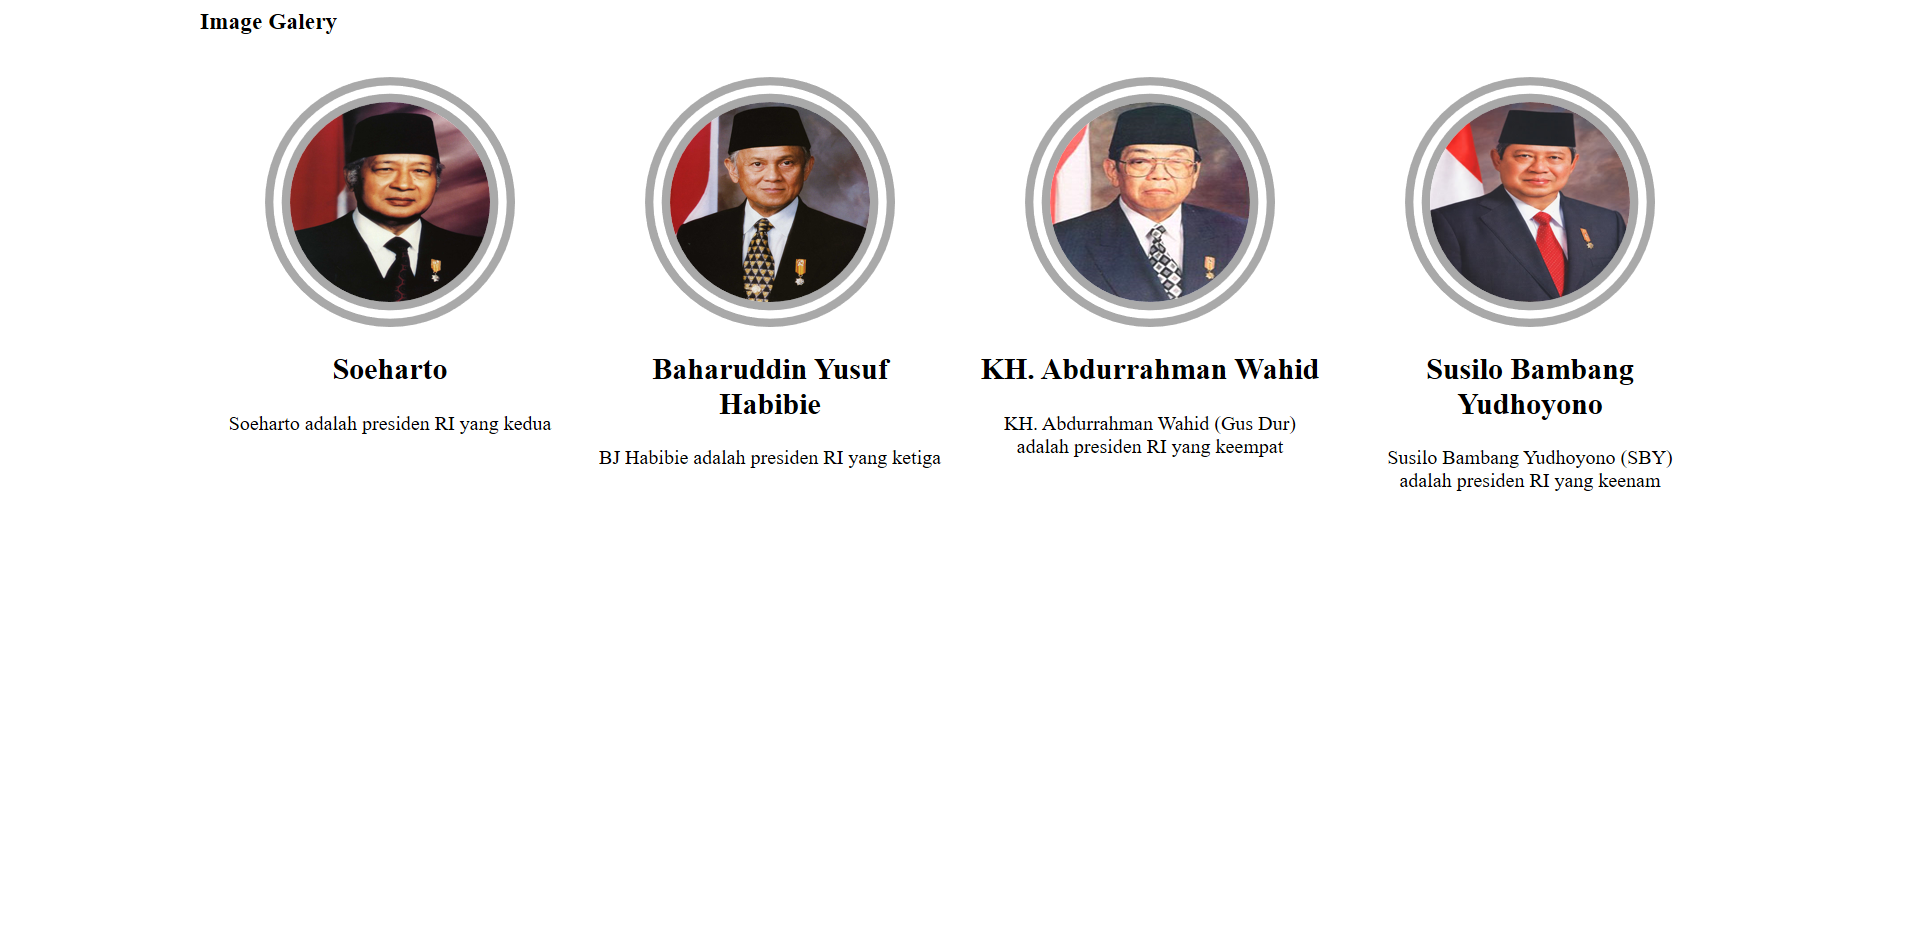 Image Galery
Soeharto
Soeharto adalah presiden RI yang kedua
Baharuddin Yusuf
Habibie
BJ Habibie adalah presiden RI yang ketiga
KH. Abdurrahman Wahid
KH. Abdurrahman Wahid (Gus Dur)
adalah presiden RI yang keempat
Susilo Bambang
Yudhoyono
Susilo Bambang Yudhoyono (SBY)
adalah presiden RI yang keenam